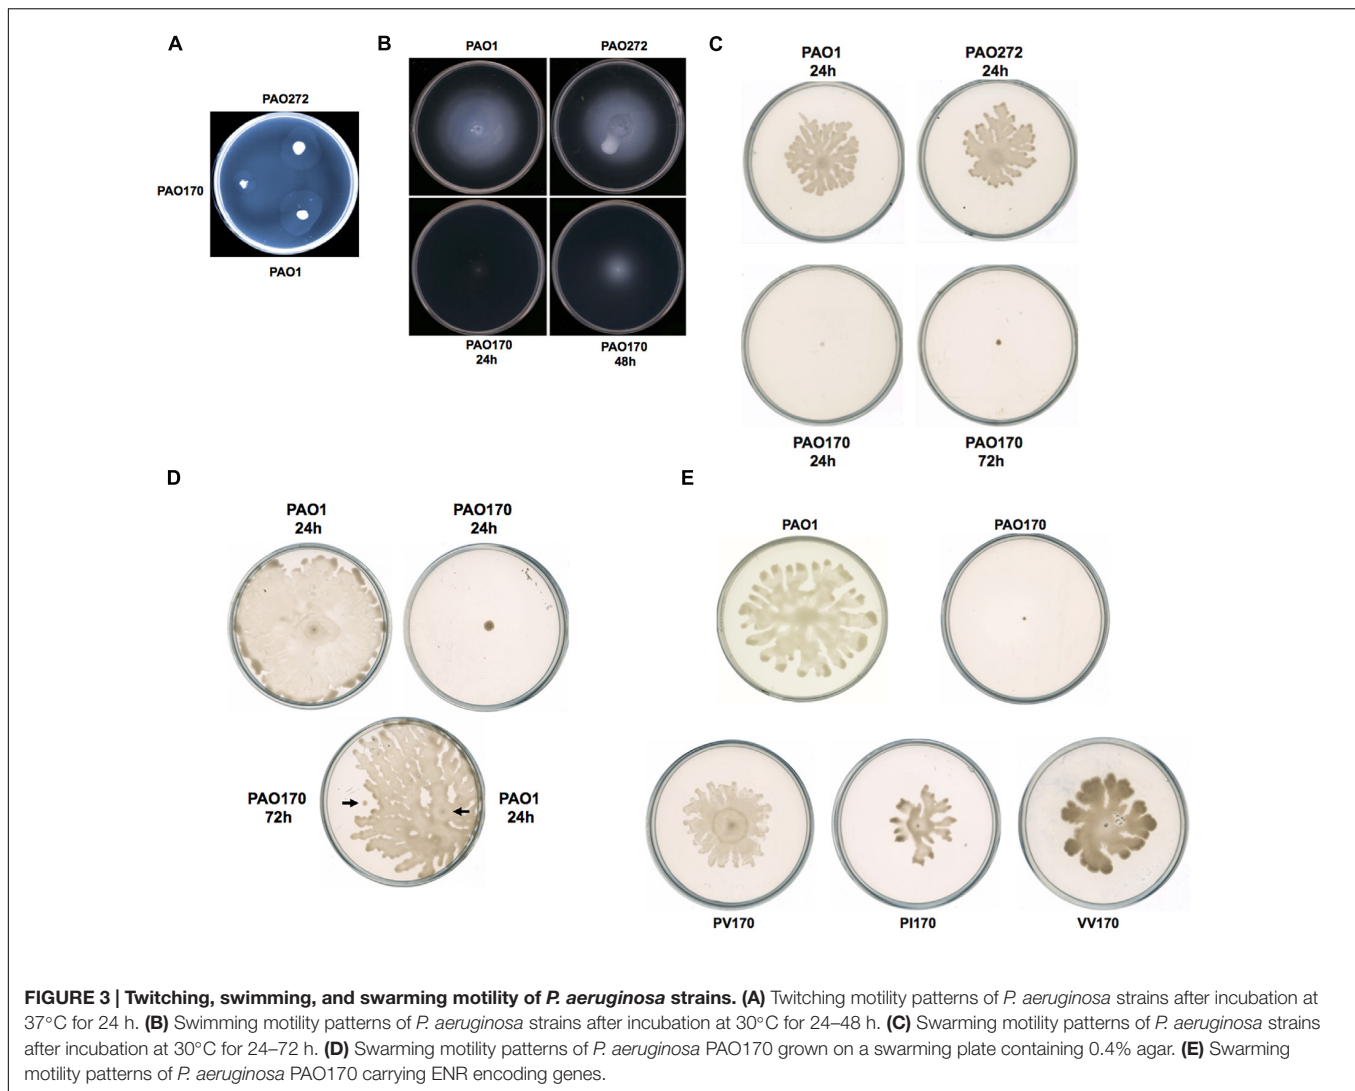 A
B
C
PAO272
PAO170
PAO1
PAO1
PAO272
PAO170
24h
PAO170
48h
PAO1
24h
PAO272
24h
PAO170
24h
PAO170
72h
D
E
PAO1
24h
PAO170
24h
PAO170
72h
PAO1
24h
PAO1
PAO170
PV170
PI170
VV170
FIGURE 3 | Twitching, swimming, and swarming motility of P. aeruginosa strains. (A) Twitching motility patterns of P. aeruginosa strains after incubation at
37°C for 24 h. (B) Swimming motility patterns of P. aeruginosa strains after incubation at 30°C for 24–48 h. (C) Swarming motility patterns of P. aeruginosa strains
after incubation at 30°C for 24–72 h. (D) Swarming motility patterns of P. aeruginosa PAO170 grown on a swarming plate containing 0.4% agar. (E) Swarming
motility patterns of P. aeruginosa PAO170 carrying ENR encoding genes.